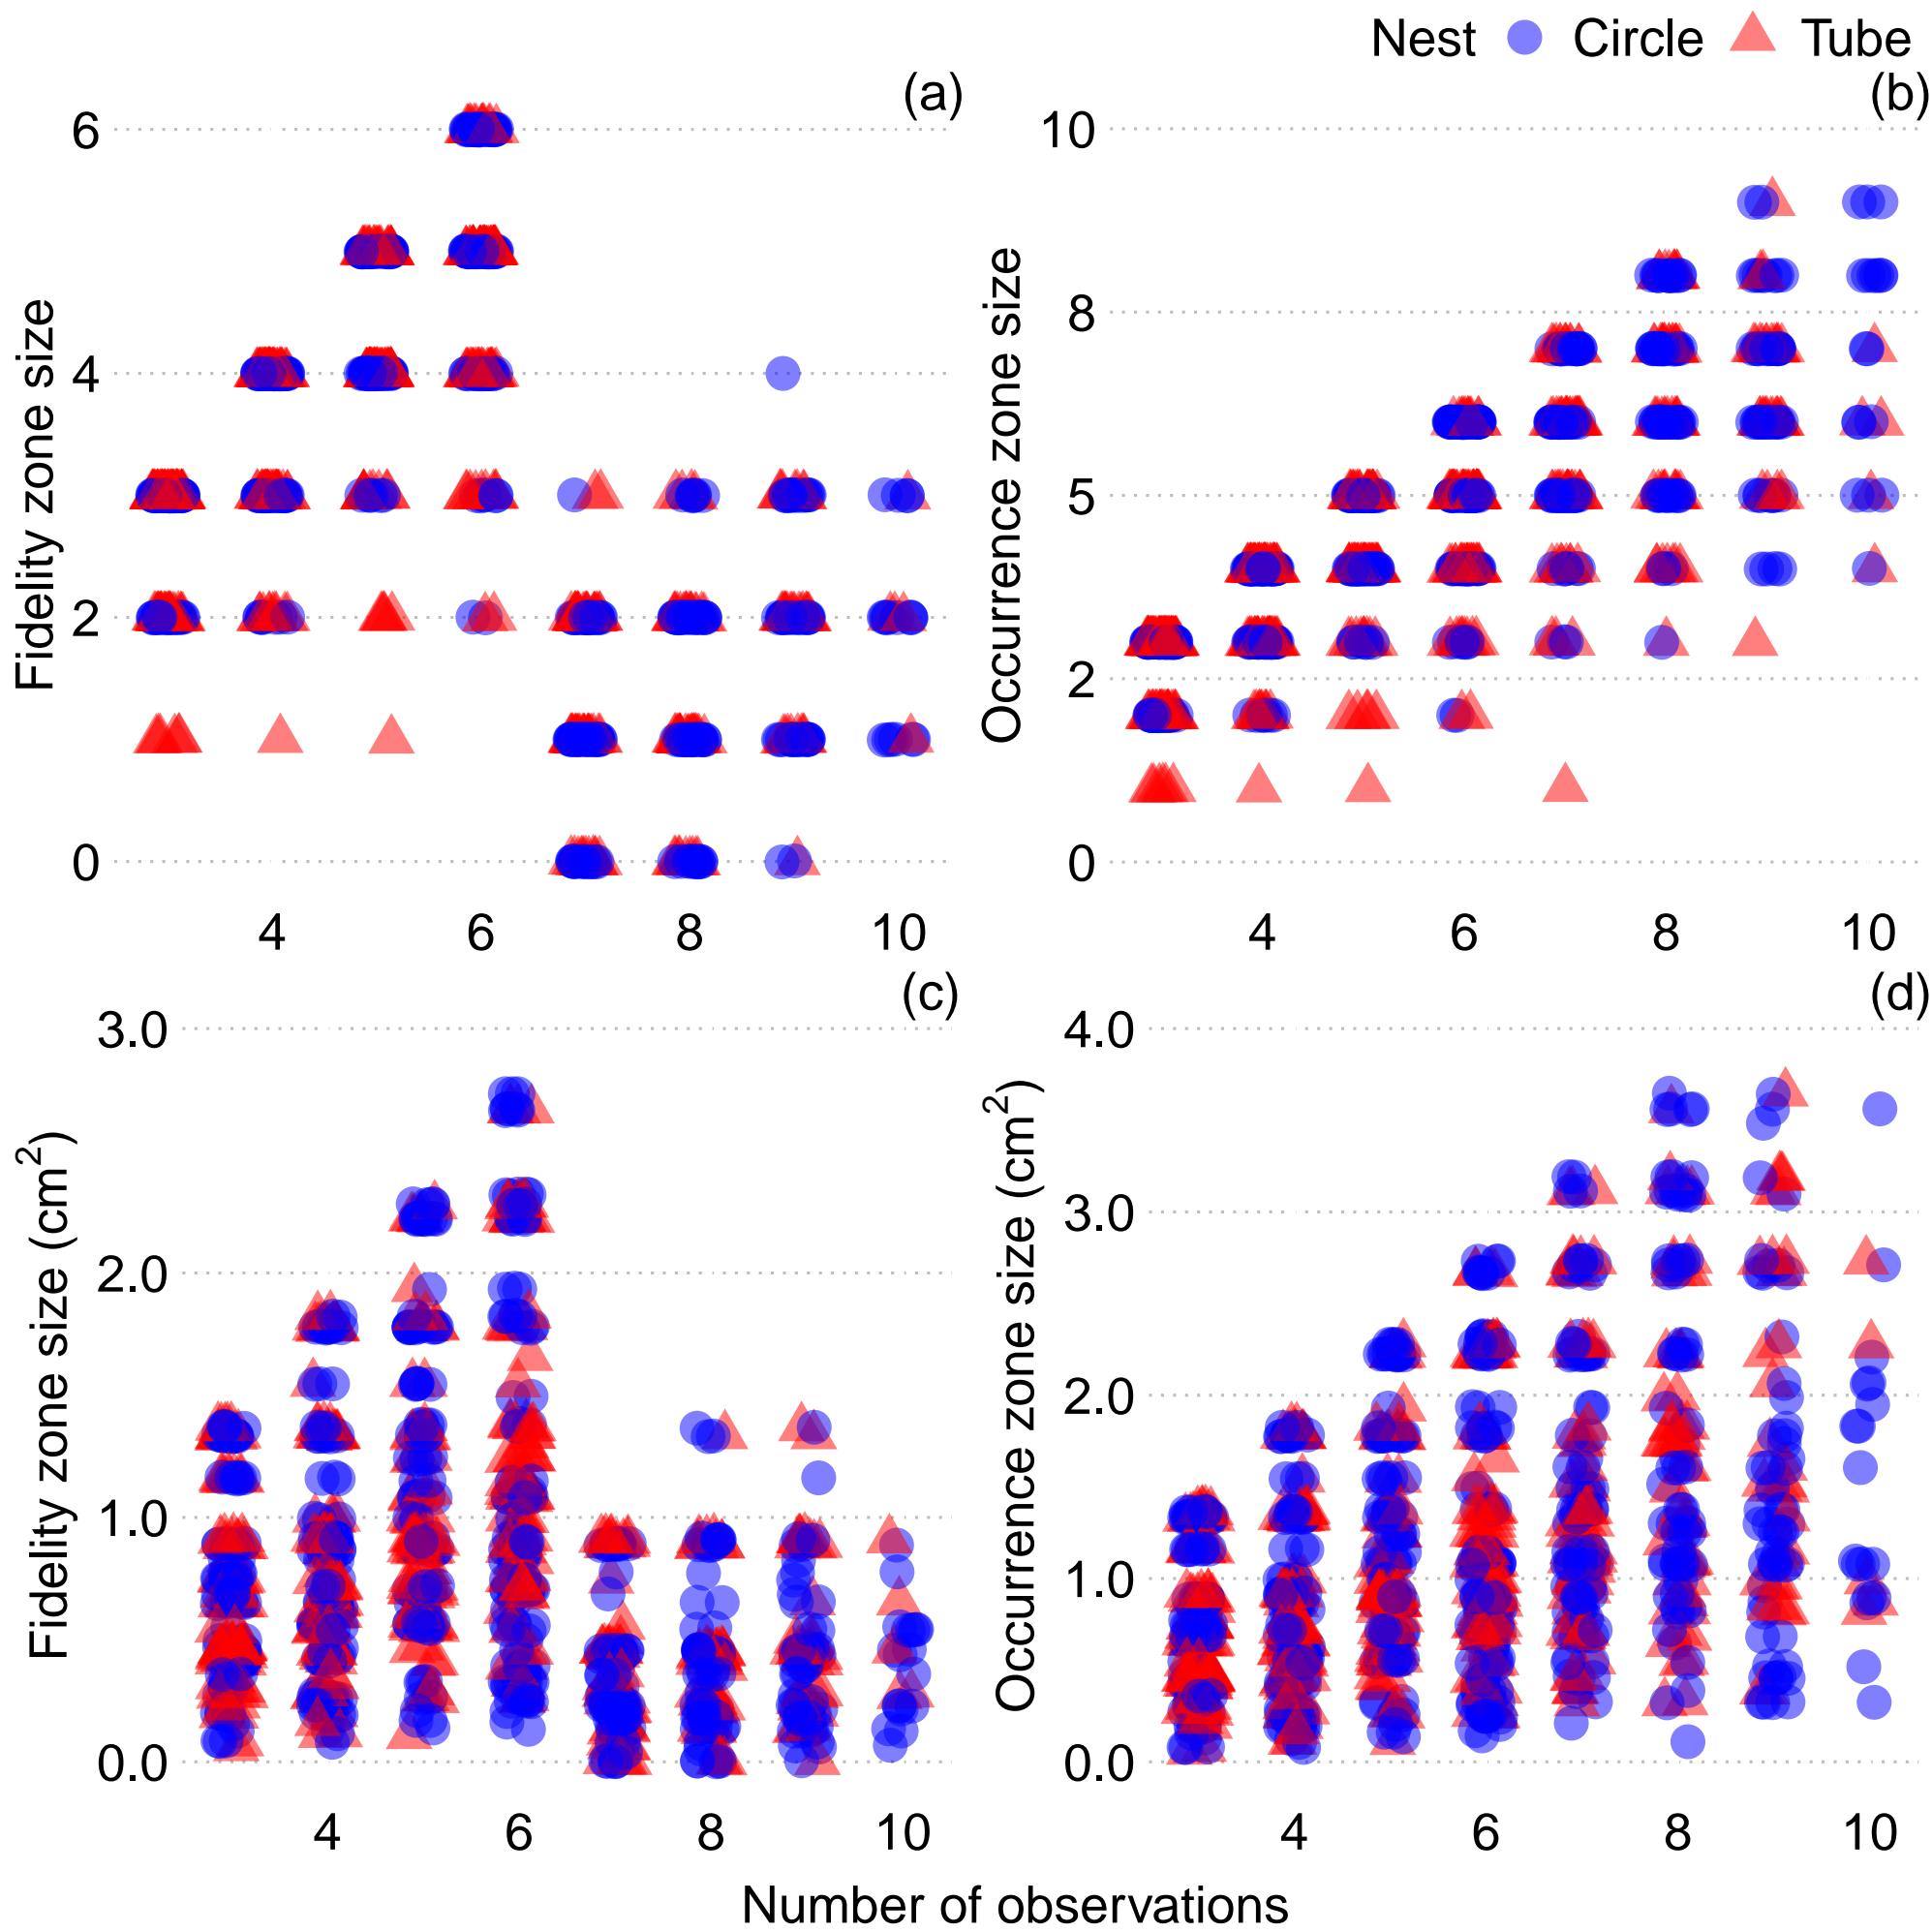 Nest Circle Tube
(a)
(b)
Fidelity zone size
6
4
2
0
4 6 8 10
Occurrence zone size
10
8
5
2
0
4 6 8 10
(c)
(d)
Fidelity zone size (cm²)
3.0
2.0
1.0
0.0
4 6 8 10
Occurrence zone size (cm²)
4.0
3.0
2.0
1.0
0.0
4 6 8 10
Number of observations